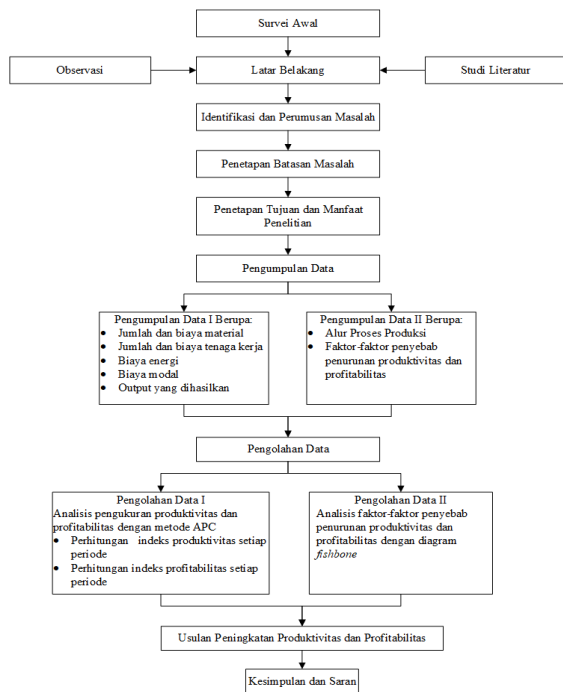 Survei Awal
Observasi
Latar Belakang
Studi Literatur
Identifikasi dan Perumusan Masalah
Penetapan Batasan Masalah
Penetapan Tujuan dan Manfaat
Penelitian
Pengumpulan Data
Pengumpulan Data I Berupa:
• Jumlah dan biaya material
• Jumlah dan biaya tenaga kerja
• Biaya energi
• Biaya modal
• Output yang dihasilkan
Pengumpulan Data II Berupa:
• Alur Proses Produksi
• Faktor-faktor penyebab
penurunan produktivitas dan
profitabilitas
Pengolahan Data
Pengolahan Data I
Analisis pengukuran produktivitas dan
profitabilitas dengan metode APC
• Perhitungan indeks produktivitas setiap
periode
• Perhitungan indeks profitabilitas setiap
periode
Pengolahan Data II
Analisis faktor-faktor penyebab
penurunan produktivitas dan
profitabilitas dengan diagram
fishbone
Usulan Peningkatan Produktivitas dan Profitabilitas
Kesimpulan dan Saran